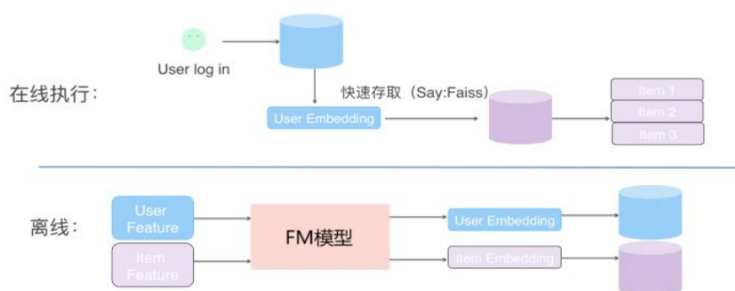 User log in
在线执行：
快速存取（Say:Faiss）
User Embedding
Item 1
Item 2
Item 3
离线：
User
Feature
Item
Feature
FM模型
User Embedding
Item Embedding